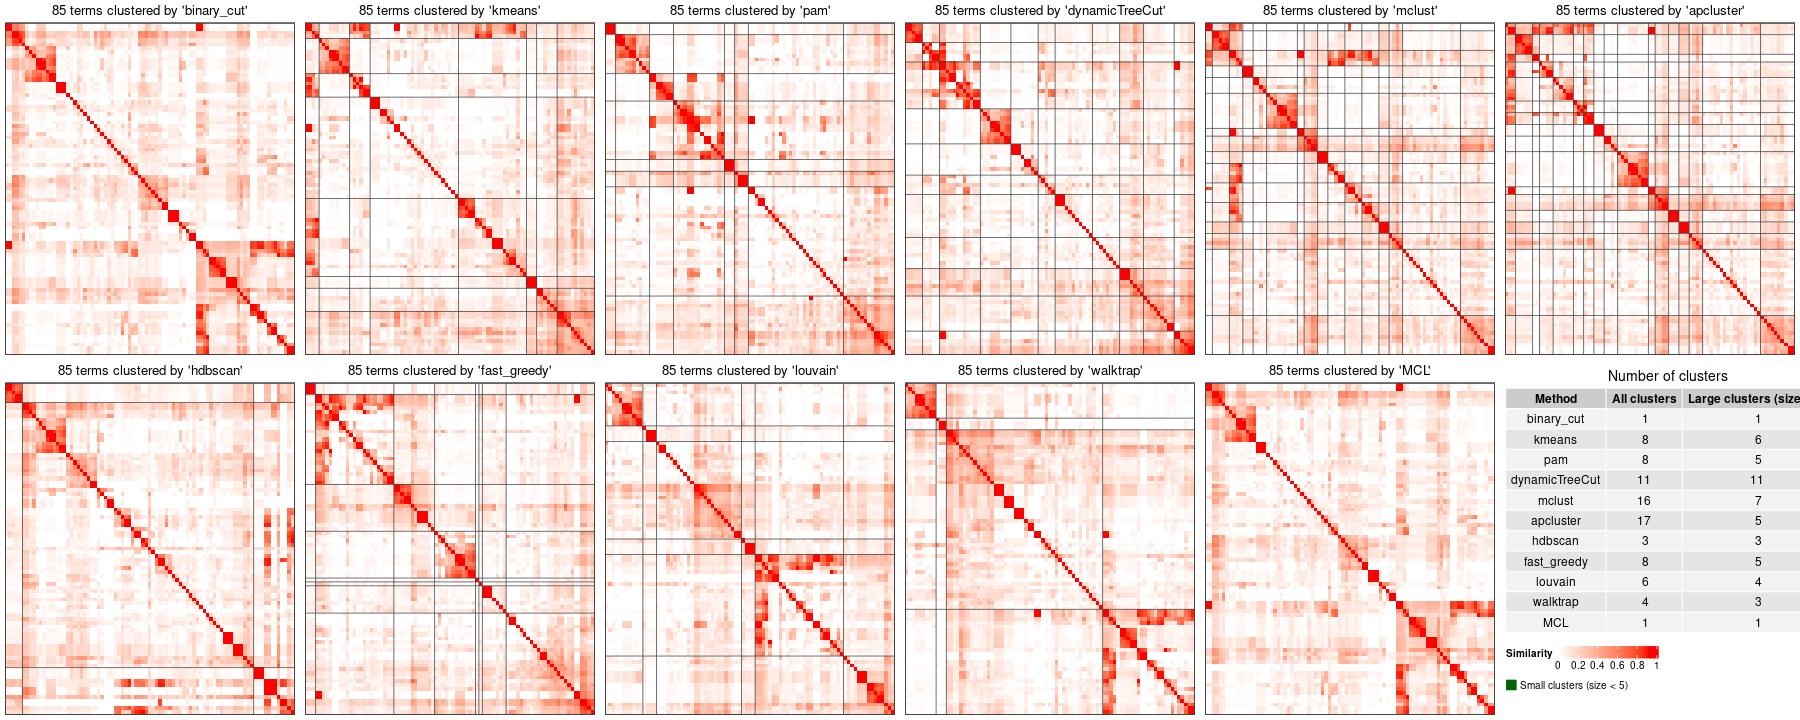 85 terms clustered by 'binary_cut'
85 terms clustered by 'kmeans'
85 terms clustered by 'pam'
85 terms clustered by 'dynamicTreeCut'
85 terms clustered by 'mclust'
85 terms clustered by 'apcluster'
85 terms clustered by 'hdbscan'
85 terms clustered by 'fast_greedy'
85 terms clustered by 'louvain'
85 terms clustered by 'walktrap'
85 terms clustered by 'MCL'
Number of clusters
Method All clusters Large clusters (size
binary_cut 1 1
kmeans 8 6
pam 8 5
dynamicTreeCut 11 11
mclust 16 7
apcluster 17 5
hdbscan 3 3
fast_greedy 8 5
louvain 6 4
walktrap 4 3
MCL 1 1
Similarity
0 0.2 0.4 0.6 0.8 1
Small clusters (size < 5)